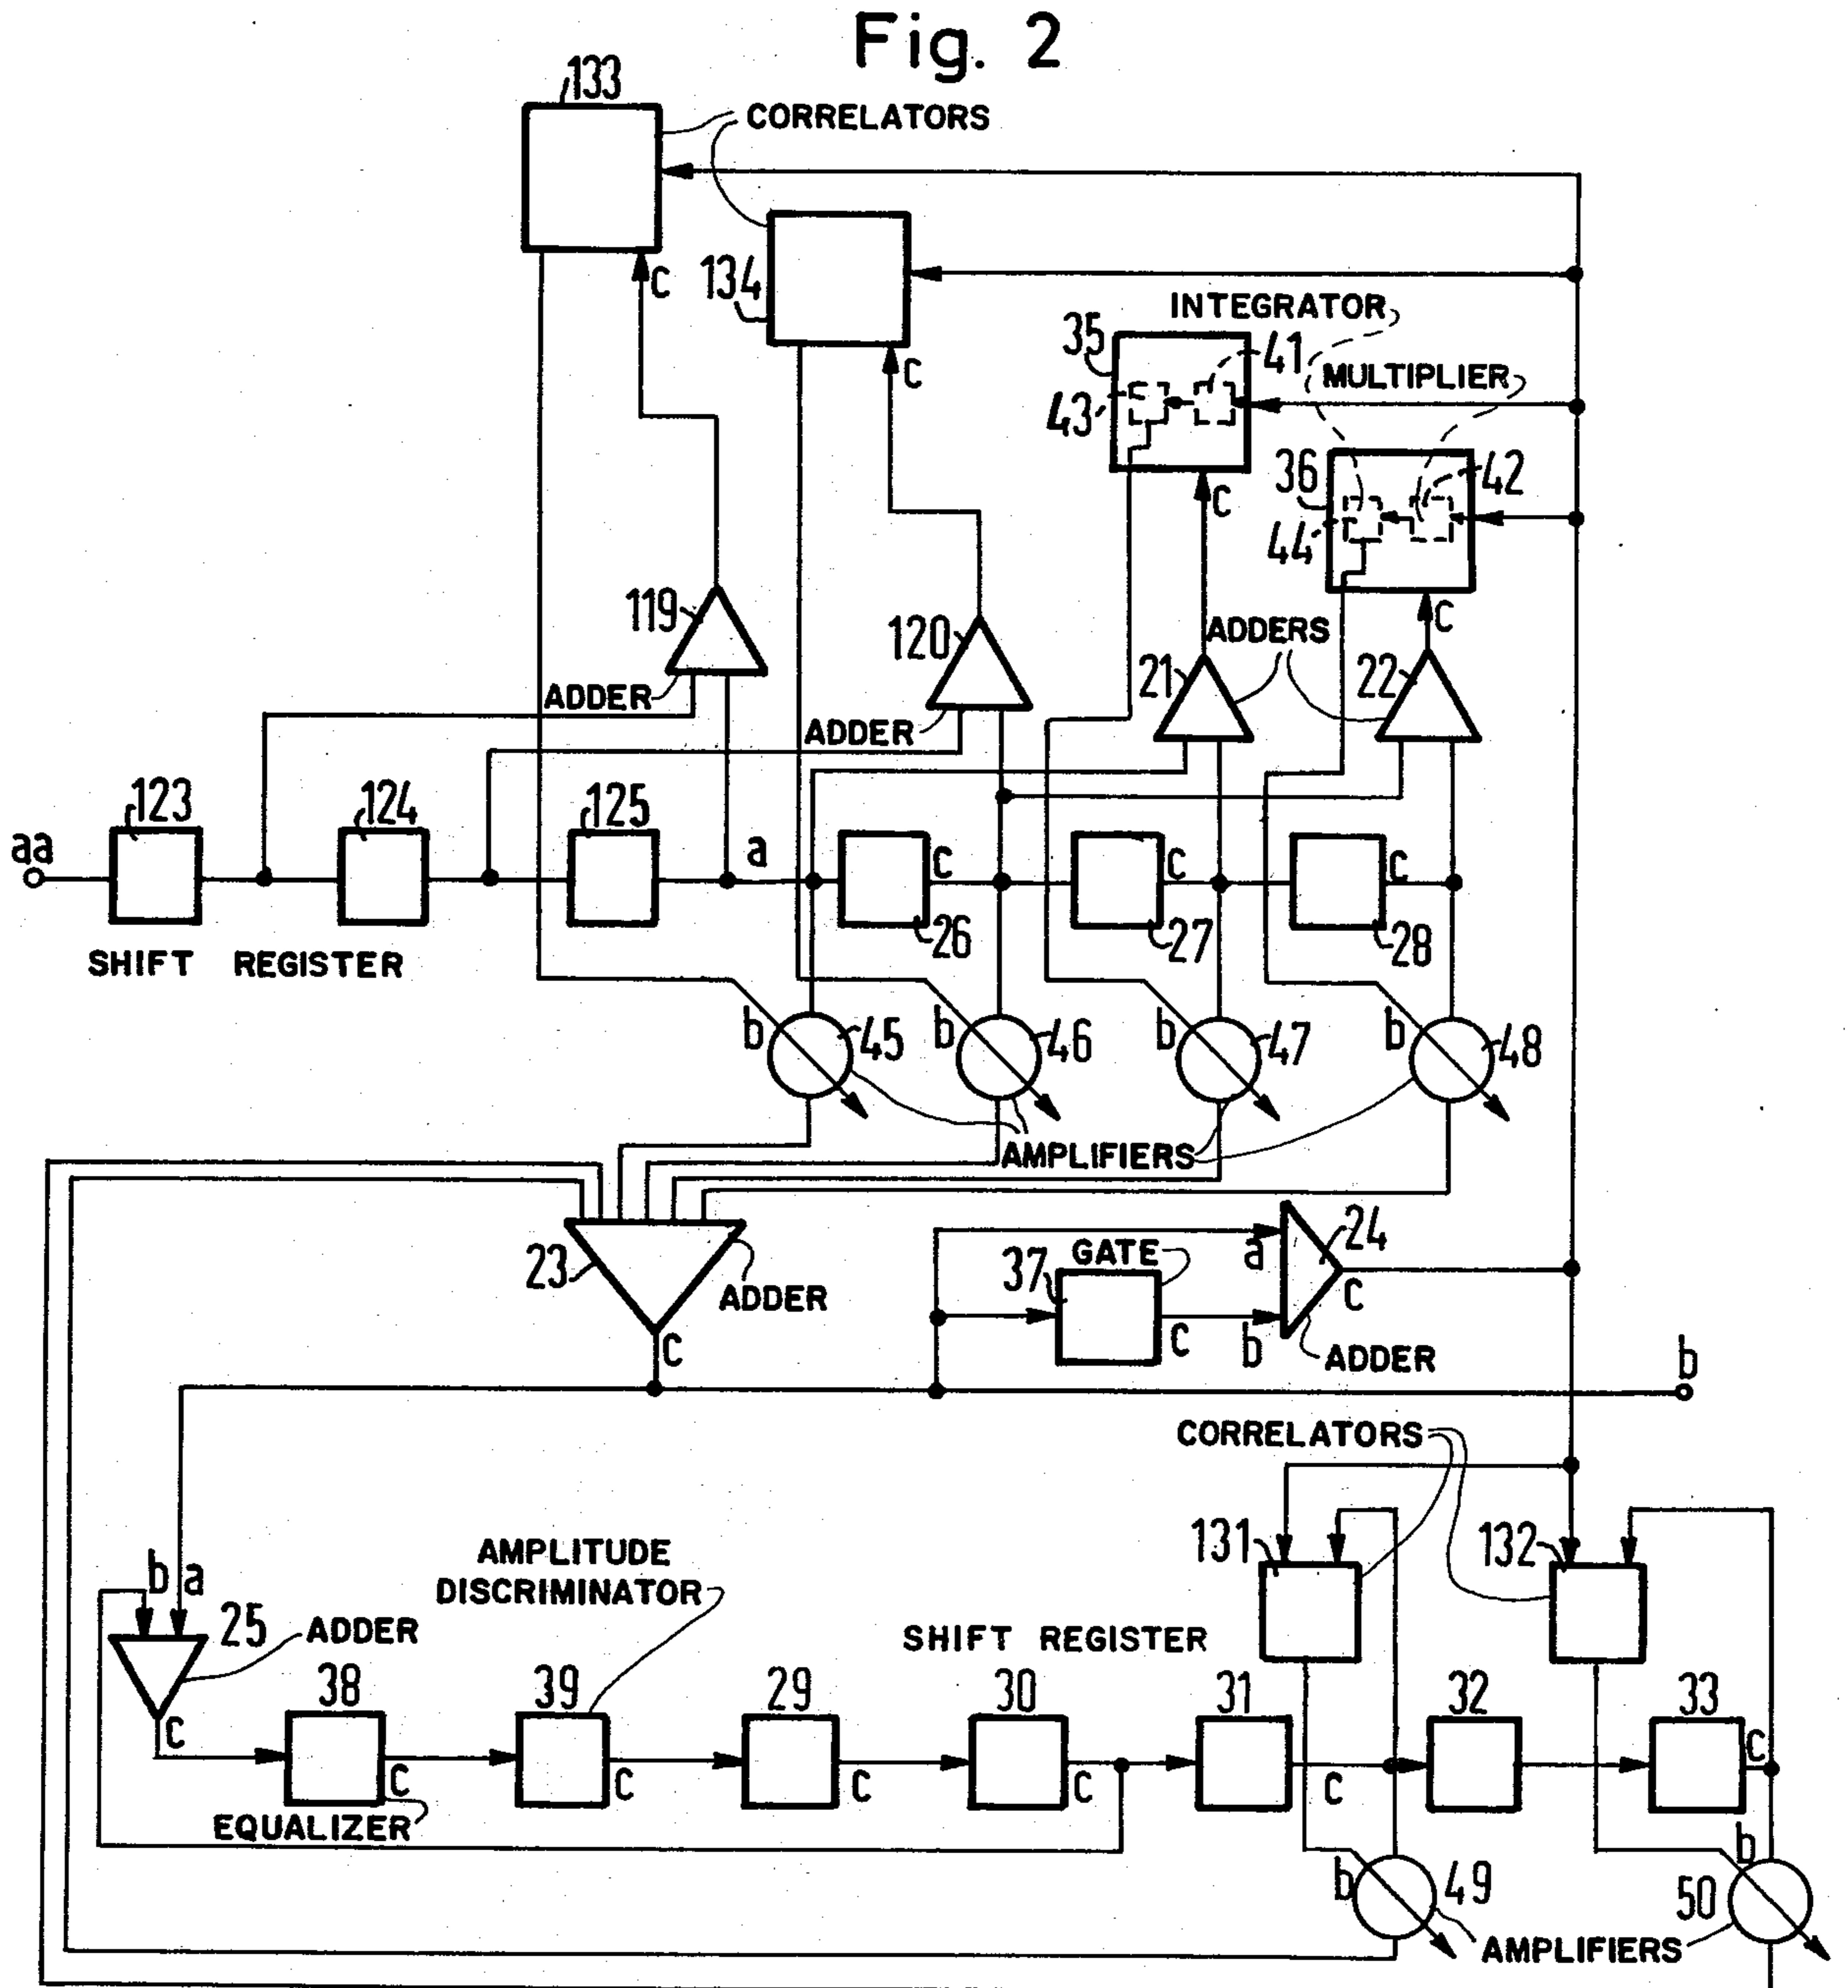 Fig. 2
133
CORRELATORS
c
134
c
INTEGRATOR
35
41
MULTIPLIER
43
c
36
42
44
c
119
120
ADDERS
21
22
ADDER
ADDER
aa
123
124
125
a
c
c
c
26
27
28
SHIFT REGISTER
b
45
b
46
b
47
b
48
AMPLIFIERS
23
ADDER
c
37
GATE
a
24
c
c
b
ADDER
b
CORRELATORS
131
132
b a
25
ADDER
AMPLITUDE
DISCRIMINATOR
SHIFT REGISTER
38
39
29
30
31
32
33
c
c
c
c
c
c
c
EQUALIZER
b
49
b
50
AMPLIFIERS